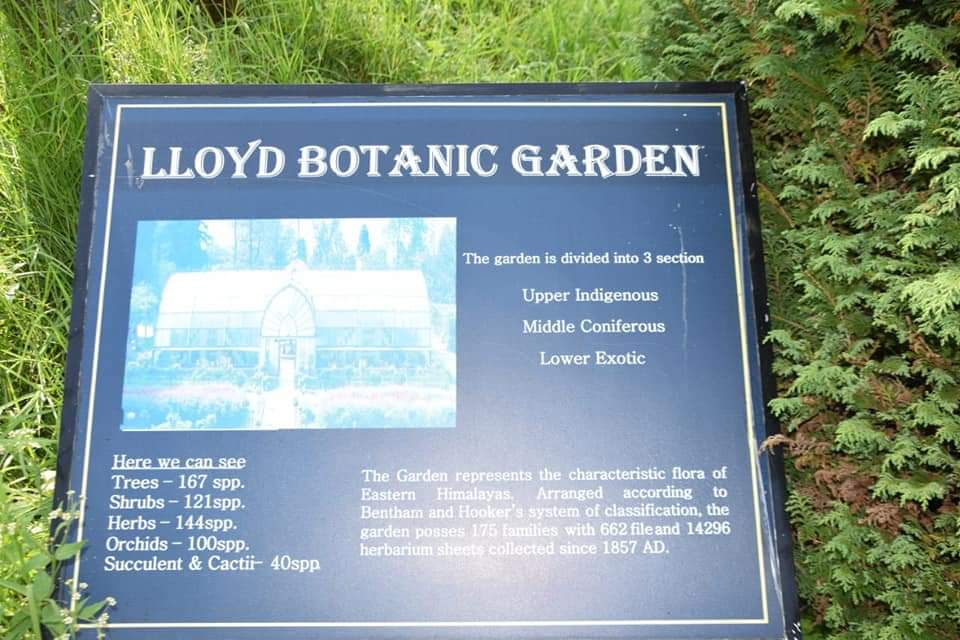 LLOYD BOTANIC GARDEN
The garden is divided into 3 section
Upper Indigenous
Middle Coniferous
Lower Exotic
Here we can see
Trees - 167 spp.
Shrubs - 121spp.
Herbs - 144spp.
Orchids - 100spp.
Succulent & Cactii- 40spp
The Garden represents the characteristic flora of
Eastern Himalayas. Arranged according to
Bentham and Hooker's system of classification, the
garden posses 175 families with 662 file and 14296
herbarium sheets collected since 1857 AD.